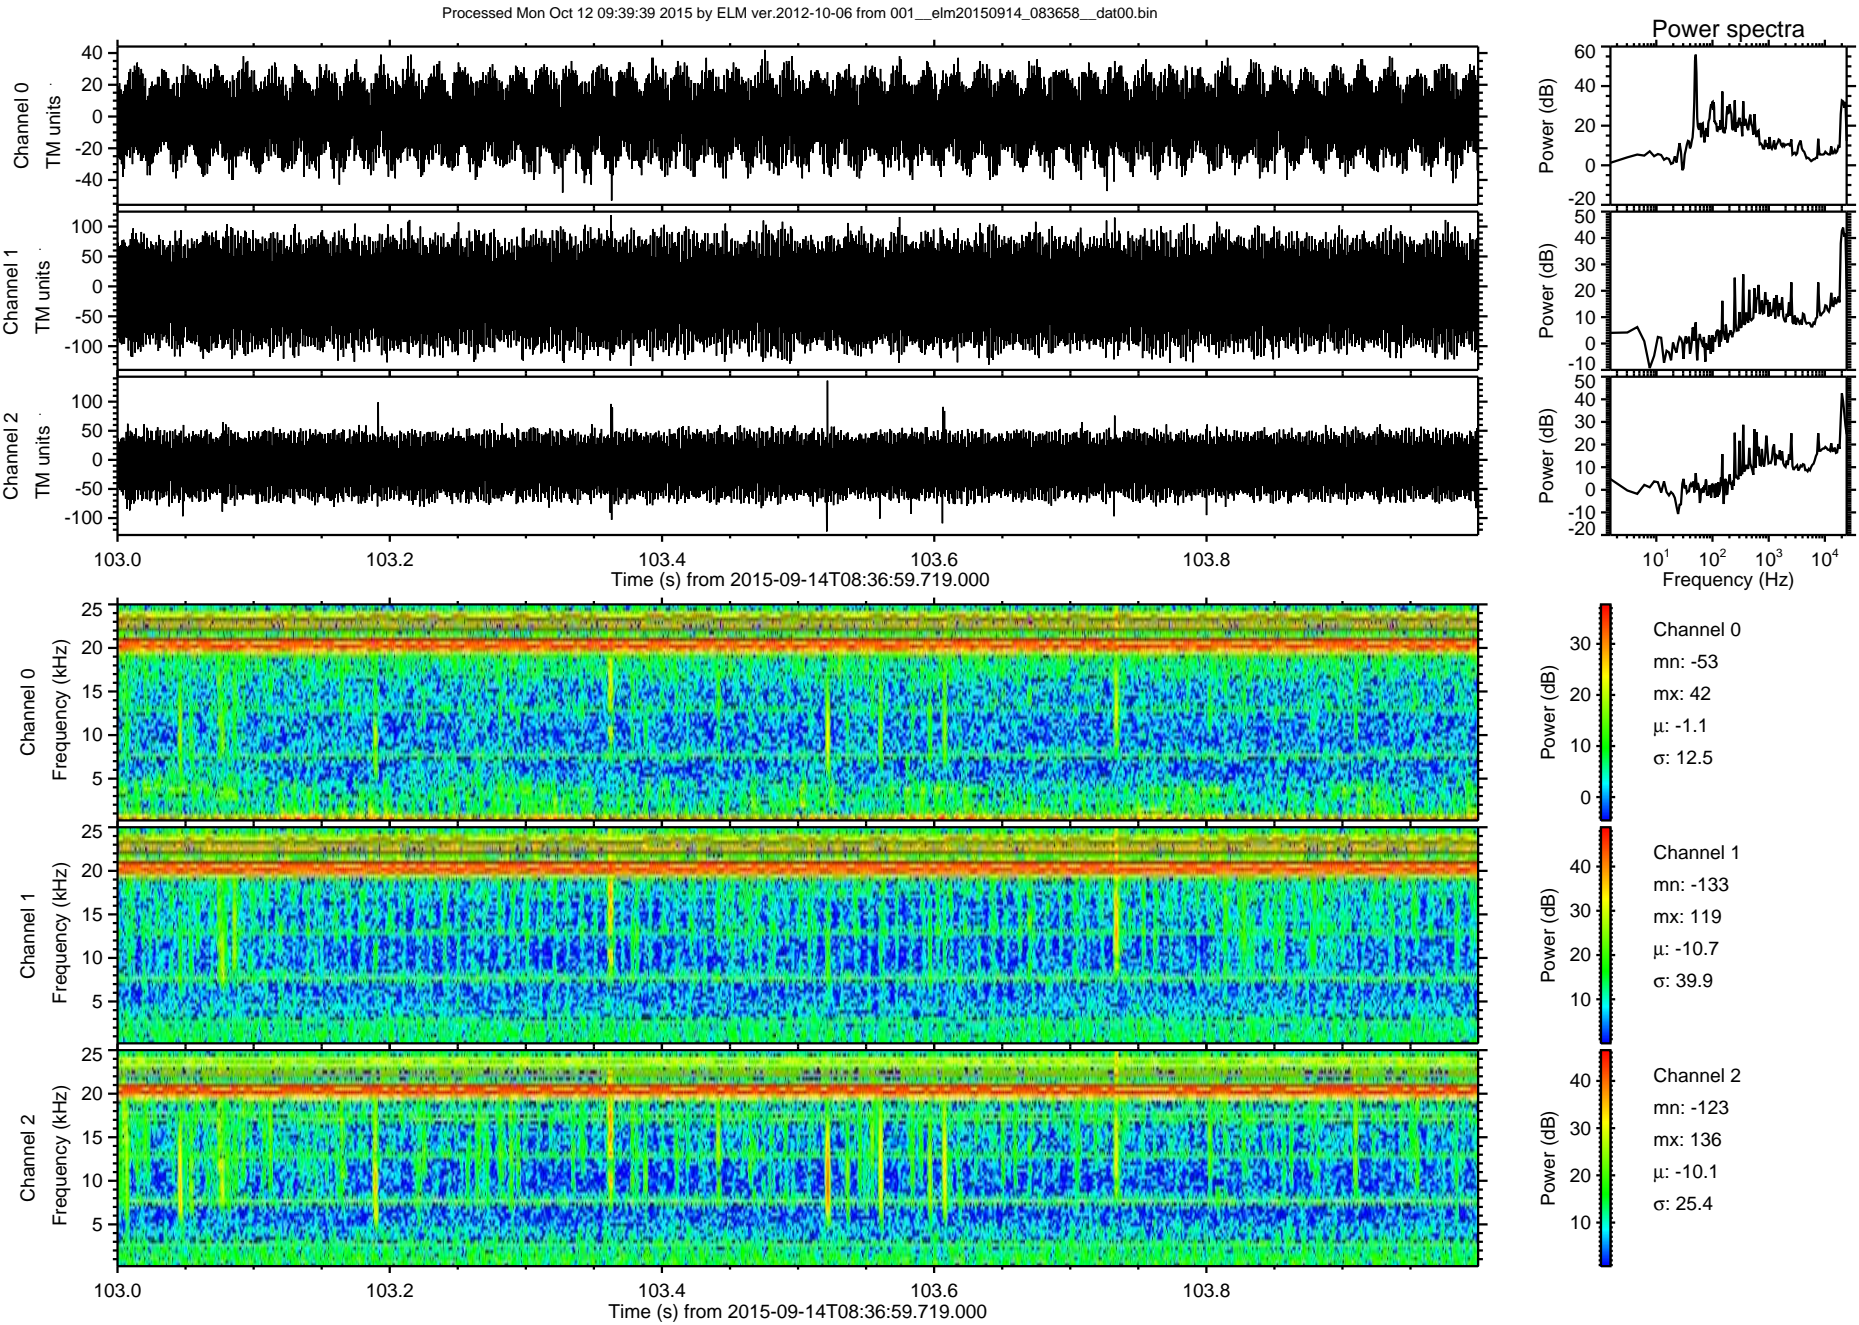 Processed Mon Oct 12 09:39:39 2015 by ELM ver.2012-10-06 from 001__elm20150914_083658__dat00.bin
Power spectra
Channel 0
TM units
40
20
0
-20
-40
Power (dB)
60
40
20
0
-20
Channel 1
TM units
100
50
0
-50
-100
Power (dB)
50
40
30
20
10
0
-10
Channel 2
TM units
100
50
0
-50
-100
Power (dB)
50
40
30
20
10
0
-10
-20
103.0 103.2 103.4 103.6 103.8
Time (s) from 2015-09-14T08:36:59.719.000
10^1 10^2 10^3 10^4
Frequency (Hz)
Channel 0
Frequency (kHz)
25
20
15
10
5
Power (dB)
30
20
10
0
Channel 0
mn: -53
mx: 42
μ: -1.1
σ: 12.5
Channel 1
Frequency (kHz)
25
20
15
10
5
Power (dB)
40
30
20
10
Channel 1
mn: -133
mx: 119
μ: -10.7
σ: 39.9
Channel 2
Frequency (kHz)
25
20
15
10
5
Power (dB)
40
30
20
10
Channel 2
mn: -123
mx: 136
μ: -10.1
σ: 25.4
103.0 103.2 103.4 103.6 103.8
Time (s) from 2015-09-14T08:36:59.719.000